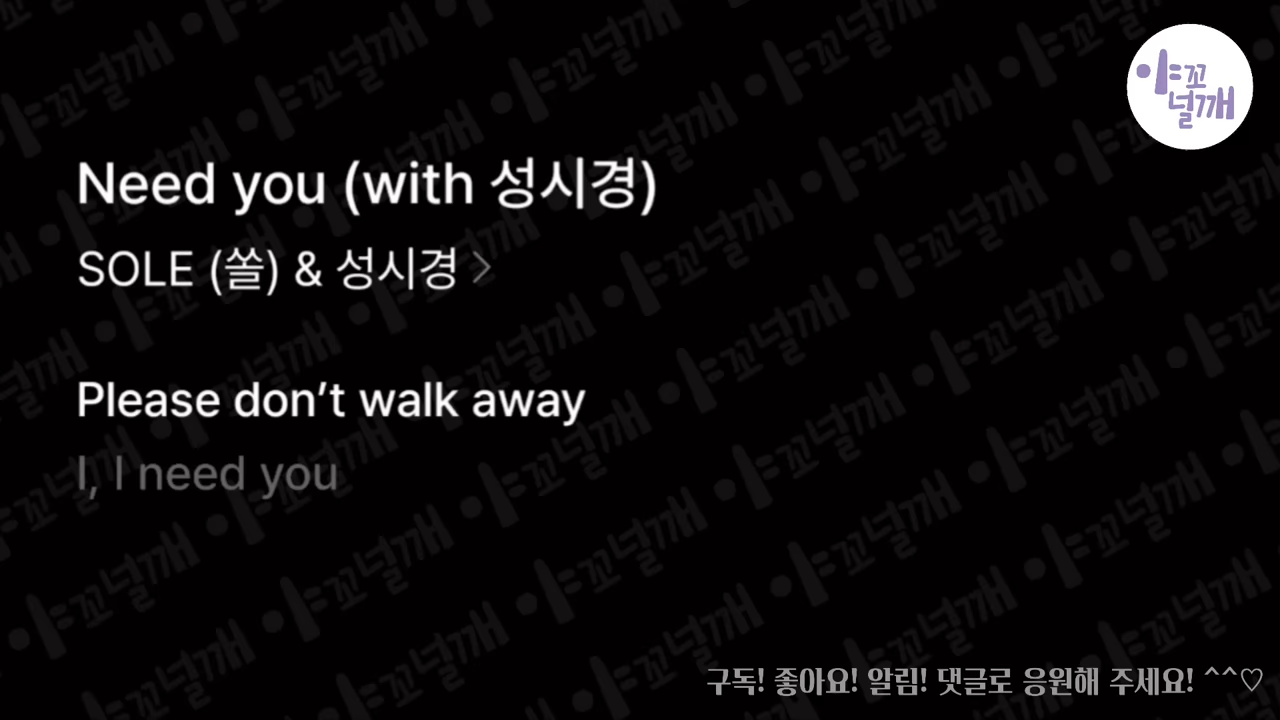 야꼬
널깨
Need you (with 성시경)
SOLE (쏠) & 성시경 >
Please don’t walk away
I, I need you
구독! 좋아요! 알림! 댓글로 응원해 주세요! ^^♡